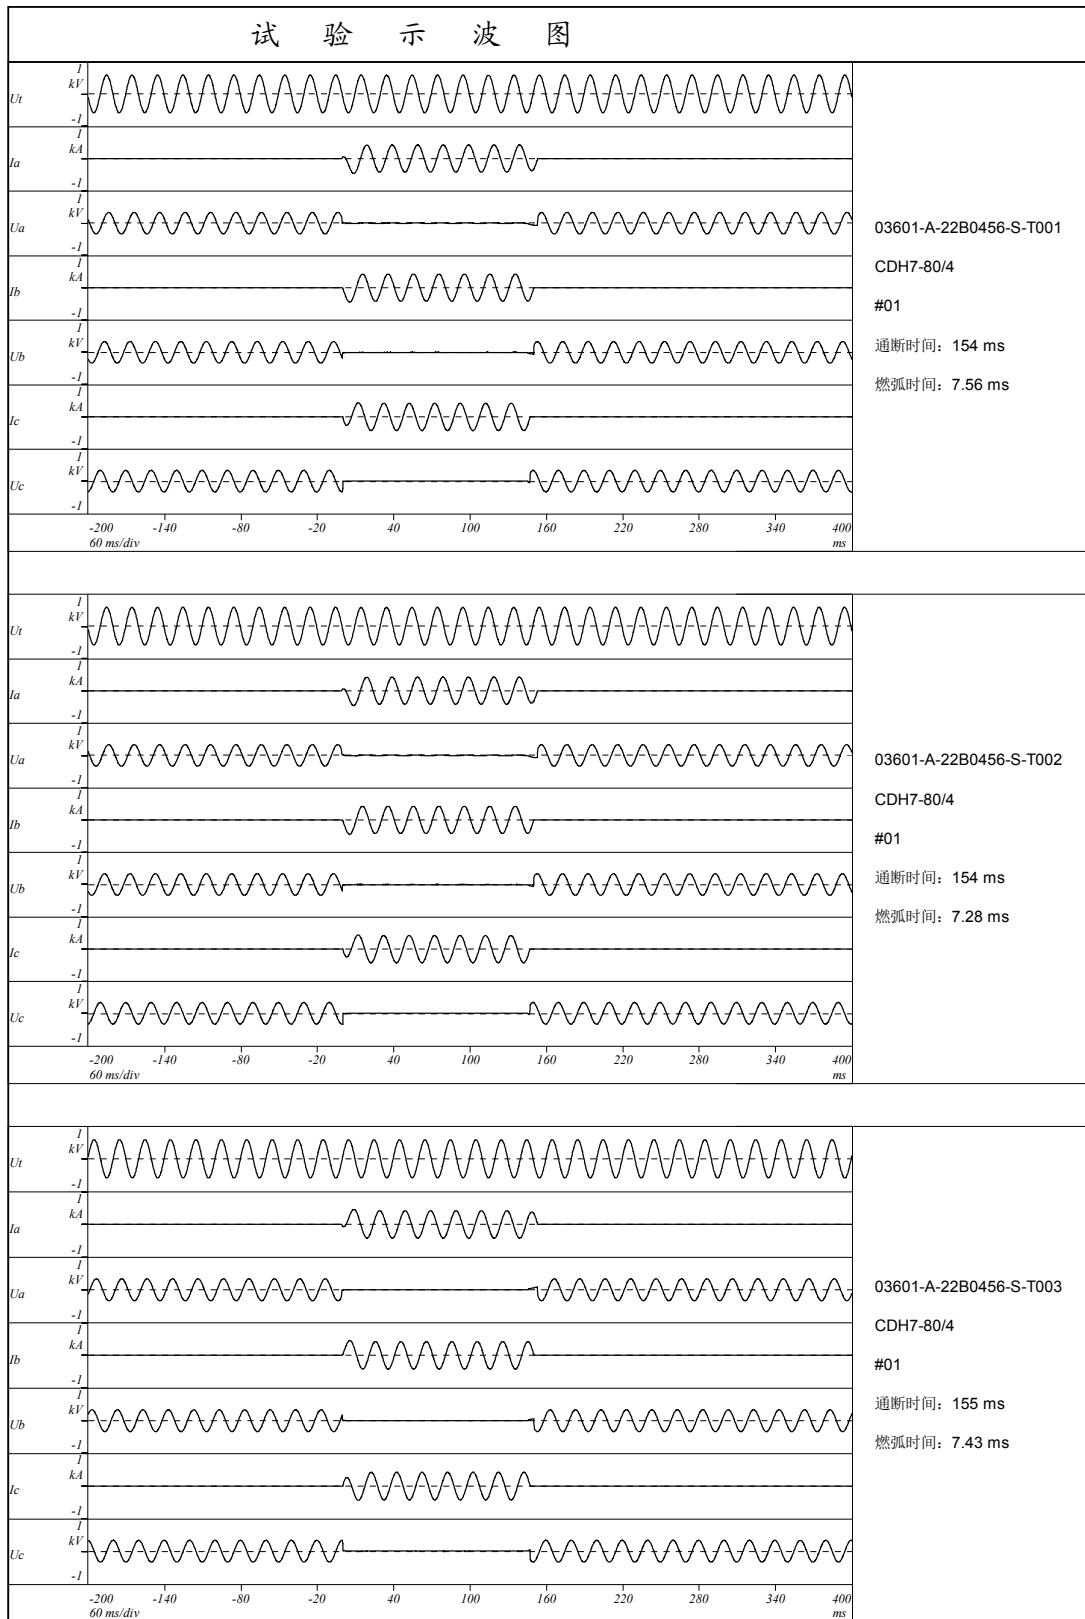 试 验 示 波 图
1
kV
Ut
-1
1
kA
Ia
-1
1
kV
Ua
-1
1
kA
Ib
-1
1
kV
Ub
-1
1
kA
Ic
-1
1
kV
Uc
-1
-200 -140 -80 -20 40 100 160 220 280 340 400
60 ms/div ms
03601-A-22B0456-S-T001
CDH7-80/4
#01
通断时间：154 ms
燃弧时间：7.56 ms
1
kV
Ut
-1
1
kA
Ia
-1
1
kV
Ua
-1
1
kA
Ib
-1
1
kV
Ub
-1
1
kA
Ic
-1
1
kV
Uc
-1
-200 -140 -80 -20 40 100 160 220 280 340 400
60 ms/div ms
03601-A-22B0456-S-T002
CDH7-80/4
#01
通断时间：154 ms
燃弧时间：7.28 ms
1
kV
Ut
-1
1
kA
Ia
-1
1
kV
Ua
-1
1
kA
Ib
-1
1
kV
Ub
-1
1
kA
Ic
-1
1
kV
Uc
-1
-200 -140 -80 -20 40 100 160 220 280 340 400
60 ms/div ms
03601-A-22B0456-S-T003
CDH7-80/4
#01
通断时间：155 ms
燃弧时间：7.43 ms